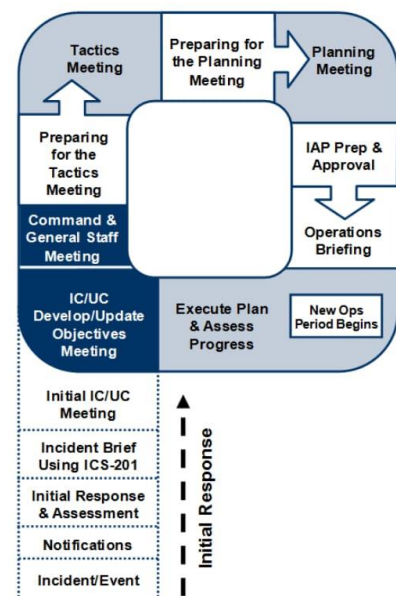 Tactics
Meeting
Preparing for
the Planning
Meeting
Planning
Meeting
Preparing
for the
Tactics
Meeting
IAP Prep &
Approval
Command &
General Staff
Meeting
Operations
Briefing
IC/UC
Develop/Update
Objectives
Meeting
Execute Plan
& Assess
Progress
New Ops
Period Begins
Initial IC/UC
Meeting
Incident Brief
Using ICS-201
Initial Response
& Assessment
Notifications
Incident/Event
Initial Response